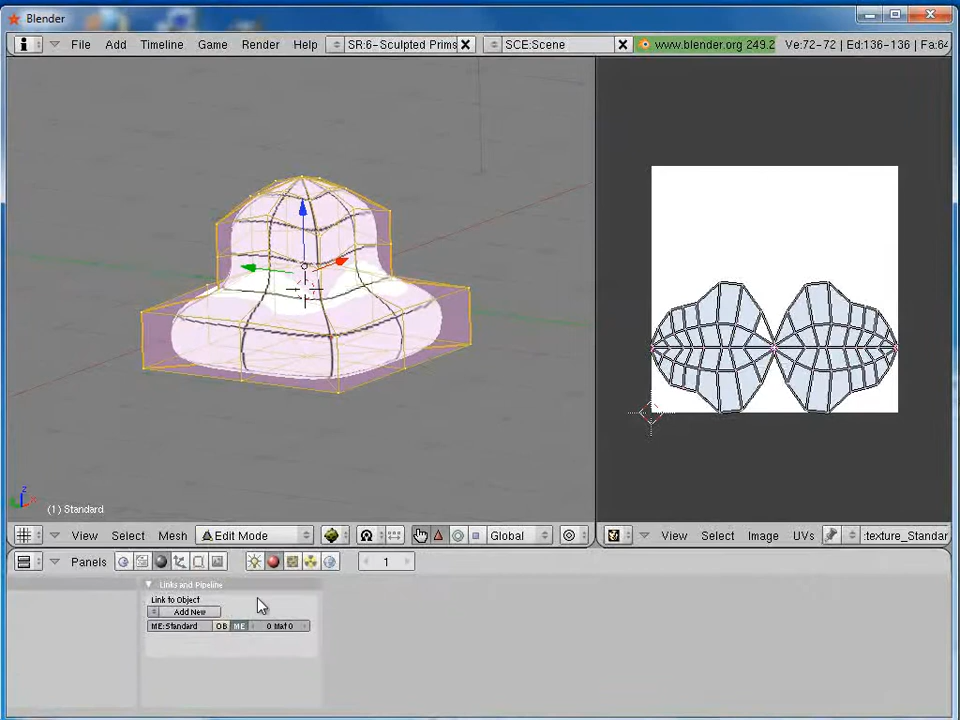 Blender
File Add Timeline Game Render Help SR:6-Sculpted Prims SCE:Scene www.blender.org 249.2 Ve:72-72 | Ed:136-136 | Fa:64
z
x
(1) Standard
View Select Mesh Edit Mode Global View Select Image UVs :texture_Standar
Panels 1
Links and Pipeline
Link to Object
Add New
ME:Standard OB ME 0 Mat 0